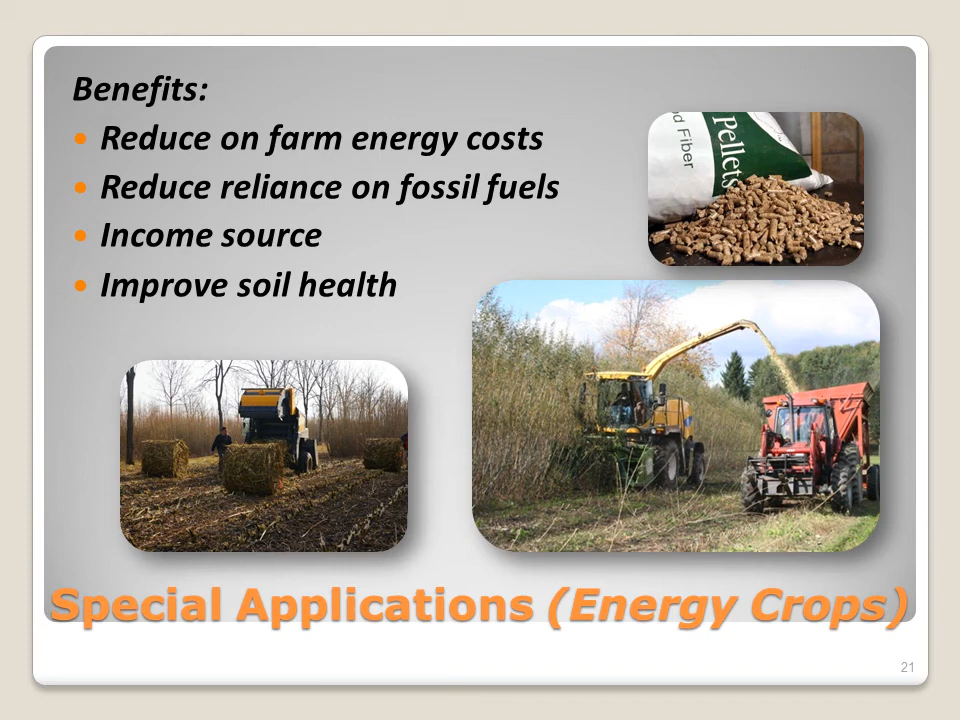 Benefits:
Reduce on farm energy costs
Reduce reliance on fossil fuels
Income source
Improve soil health
Pellets
Fiber
Special Applications (Energy Crops)
21